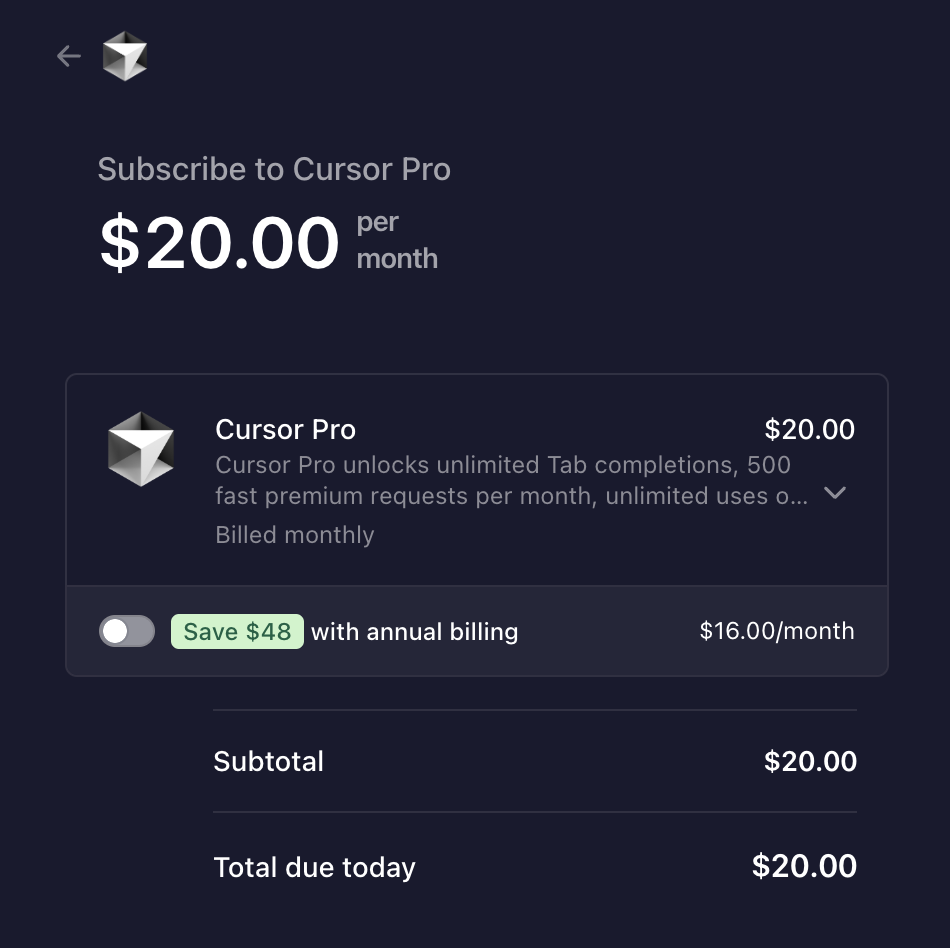 Subscribe to Cursor Pro
$20.00 per
month
Cursor Pro $20.00
Cursor Pro unlocks unlimited Tab completions, 500
fast premium requests per month, unlimited uses o...
Billed monthly
Save $48 with annual billing $16.00/month
Subtotal $20.00
Total due today $20.00